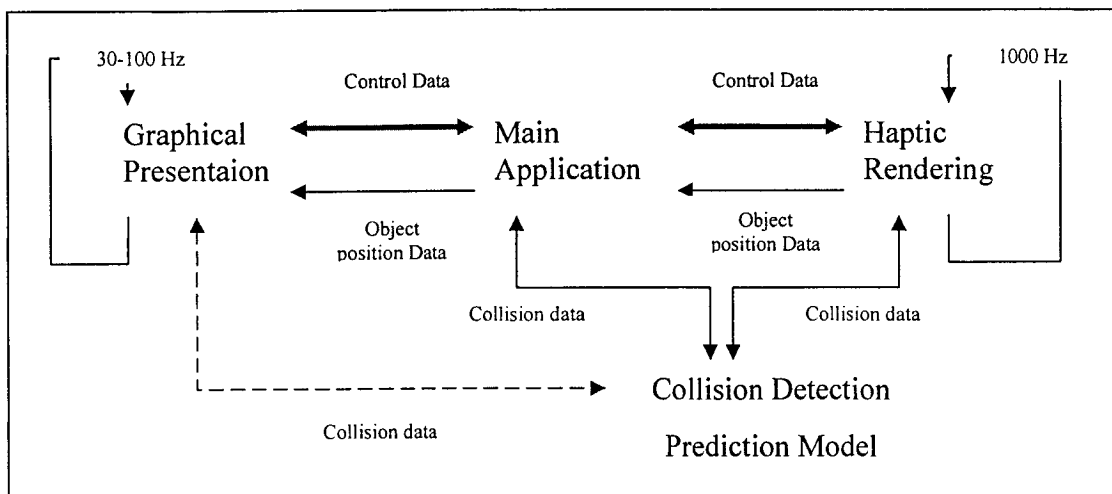 30-100 Hz
1000 Hz
Control Data
Control Data
Graphical
Presentaion
Main
Application
Haptic
Rendering
Object
position Data
Object
position Data
Collision data
Collision data
Collision Detection
Prediction Model
Collision data